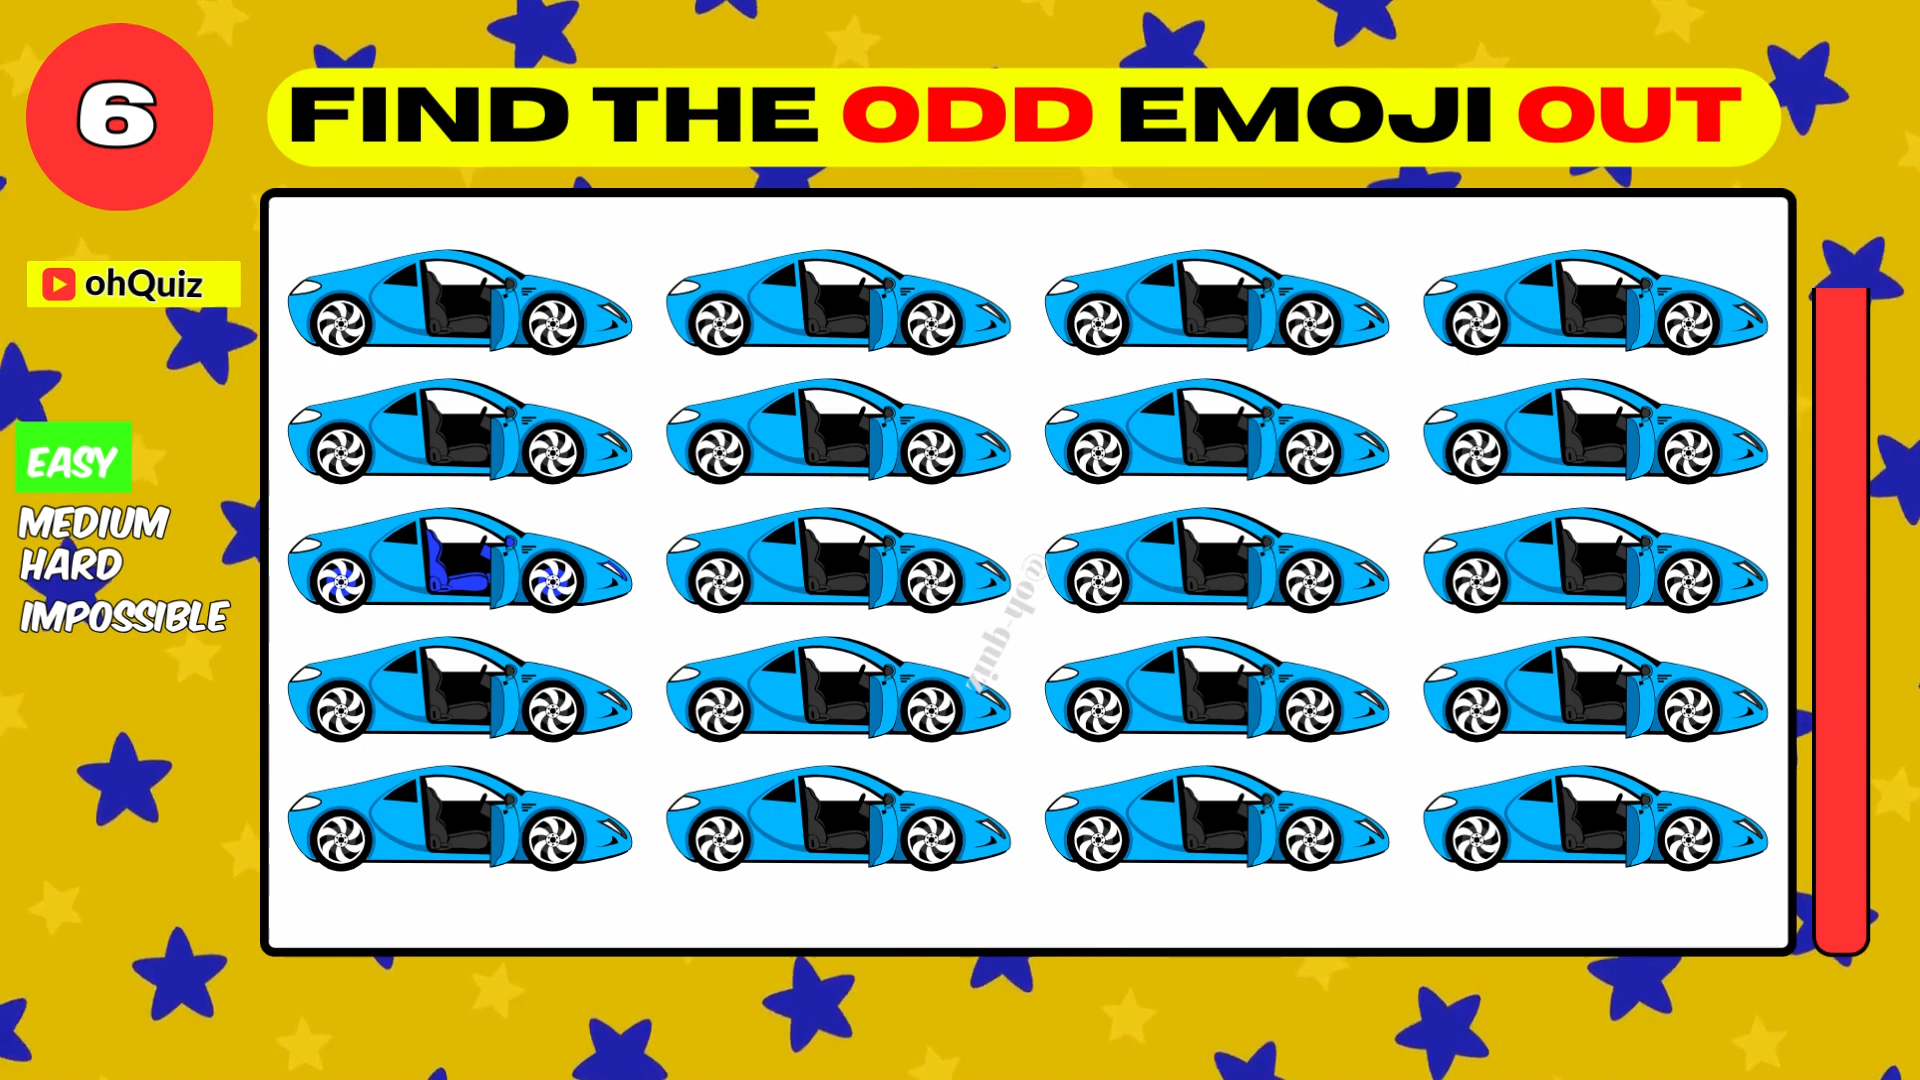 6
FIND THE ODD EMOJI OUT
ohQuiz
EASY
MEDIUM
HARD
IMPOSSIBLE
@oh-quiz